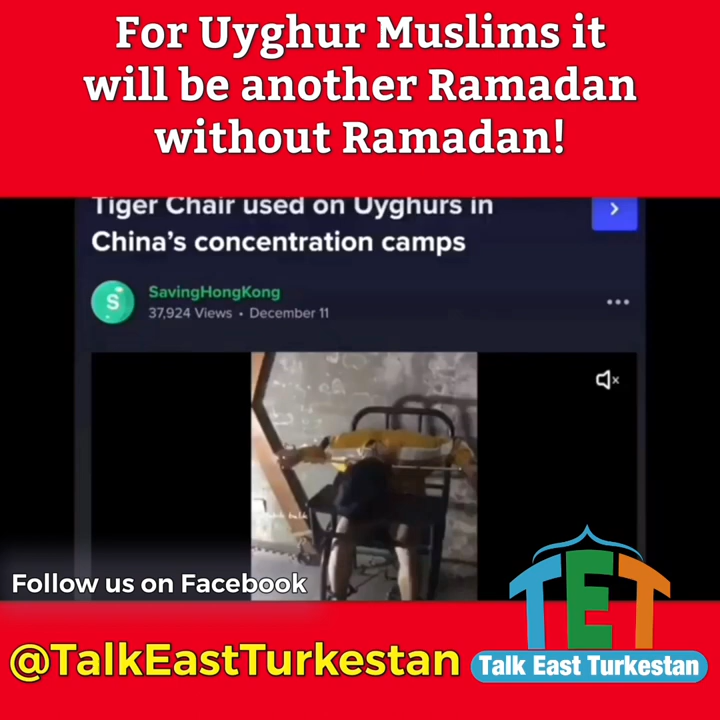 For Uyghur Muslims it
will be another Ramadan
without Ramadan!
Tiger Chair used on Uyghurs in
China’s concentration camps
S
SavingHongKong
37,924 Views • December 11
Follow us on Facebook
@TalkEastTurkestan
TET
Talk East Turkestan